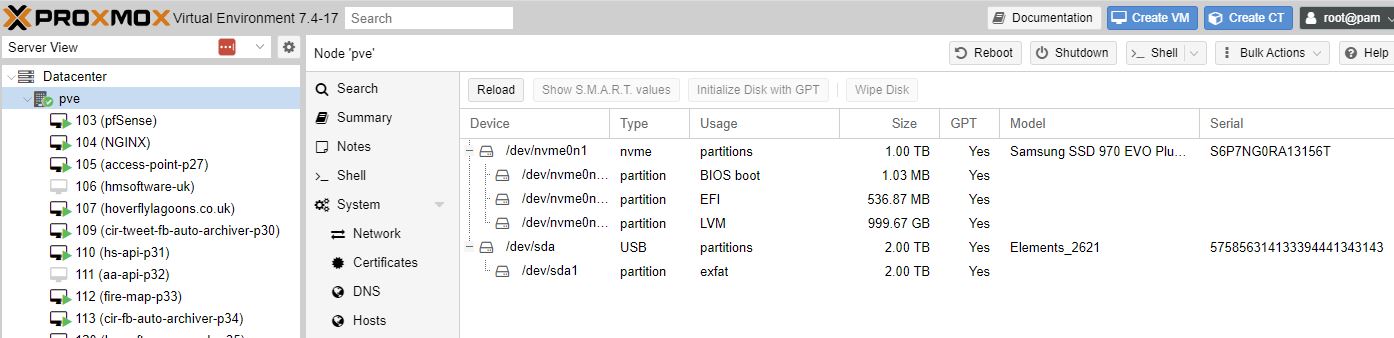 PROXMOX Virtual Environment 7.4-17 Search Documentation Create VM Create CT root@pam
Server View
Node 'pve' Reboot Shutdown Shell Bulk Actions Help
Datacenter
pve
103 (pfSense)
104 (NGINX)
105 (access-point-p27)
106 (hmsoftware-uk)
107 (hoverflylagoons.co.uk)
109 (cir-tweet-fb-auto-archiver-p30)
110 (hs-api-p31)
111 (aa-api-p32)
112 (fire-map-p33)
113 (cir-fb-auto-archiver-p34)
Search
Summary
Notes
Shell
System
Network
Certificates
DNS
Hosts
Reload Show S.M.A.R.T. values Initialize Disk with GPT Wipe Disk
Device Type Usage Size GPT Model Serial
/dev/nvme0n1 nvme partitions 1.00 TB Yes Samsung SSD 970 EVO Plu... S6P7NG0RA13156T
/dev/nvme0n... partition BIOS boot 1.03 MB Yes
/dev/nvme0n... partition EFI 536.87 MB Yes
/dev/nvme0n... partition LVM 999.67 GB Yes
/dev/sda USB partitions 2.00 TB Yes Elements_2621 575856314133394441343143
/dev/sda1 partition exfat 2.00 TB Yes